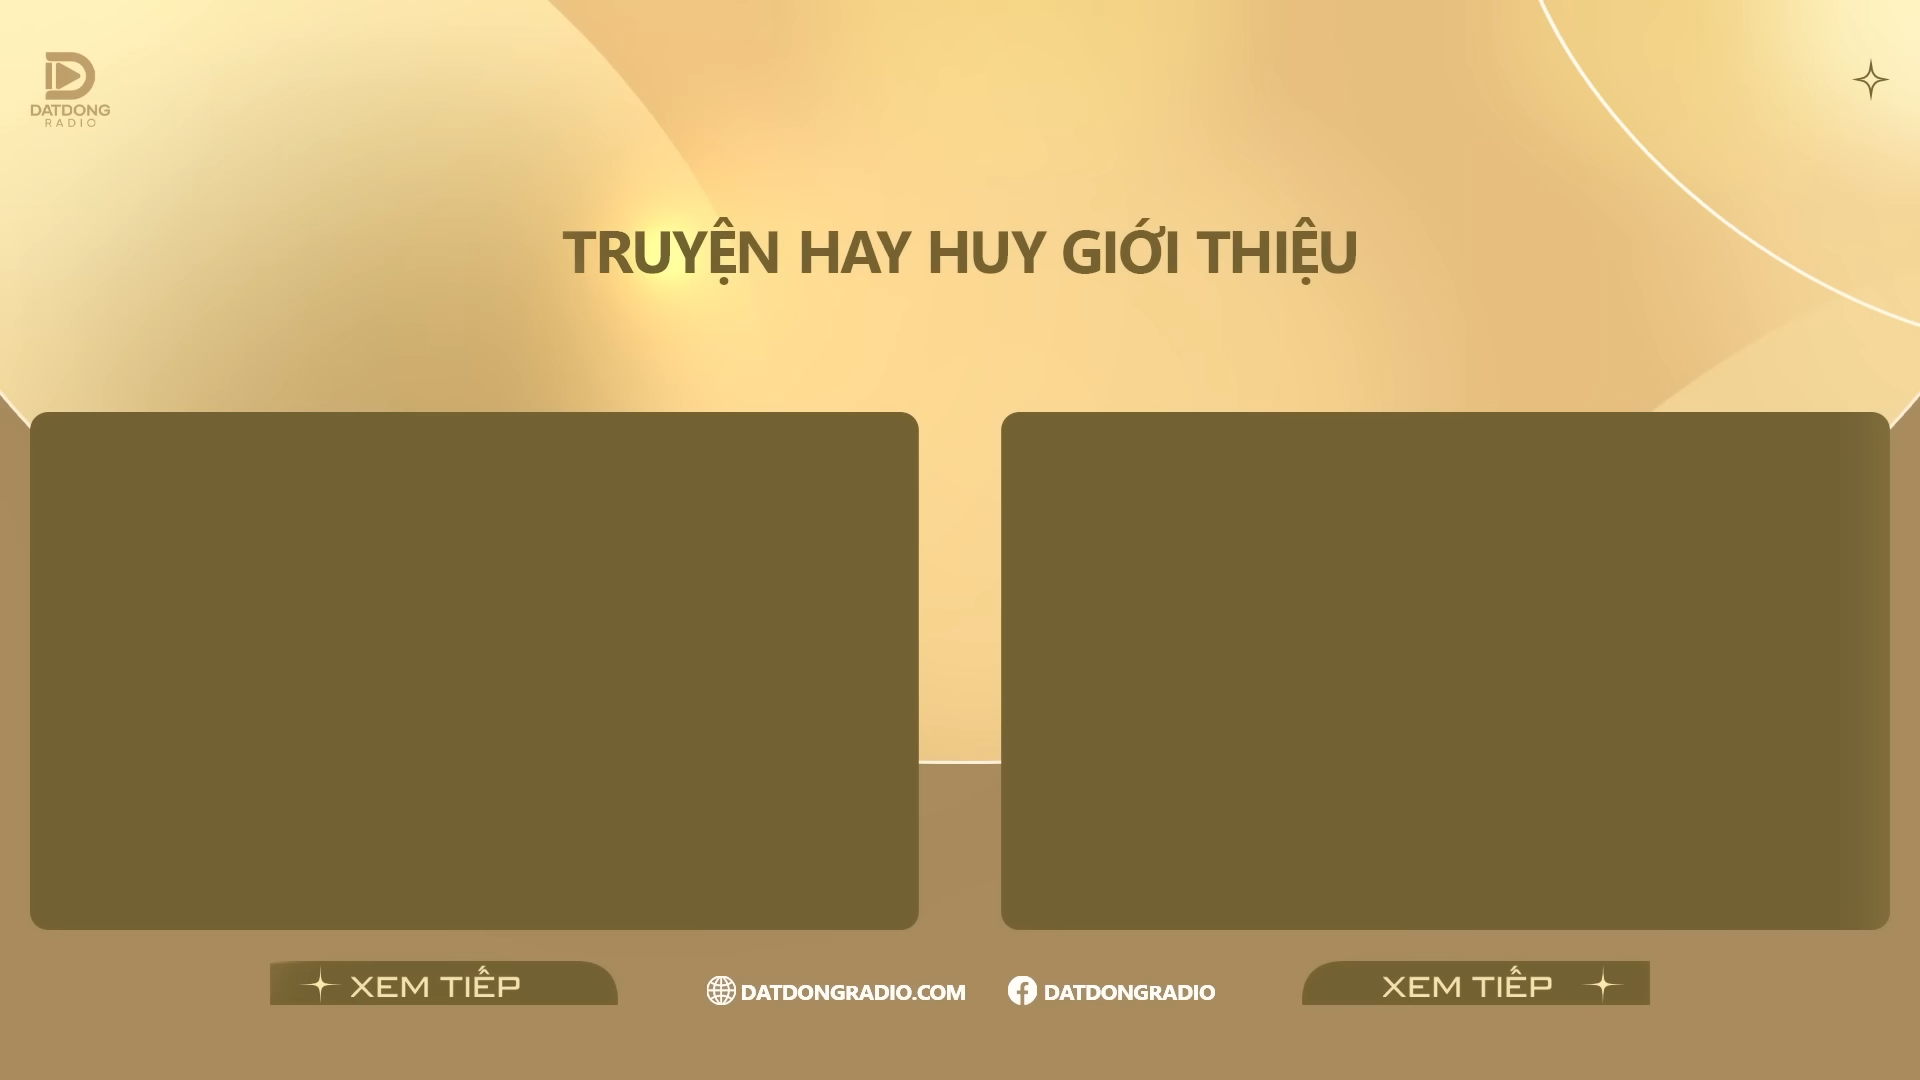 DATDONG
RADIO
TRUYỆN HAY HUY GIỚI THIỆU
XEM TIẾP
DATDONGRADIO.COM
DATDONGRADIO
XEM TIẾP